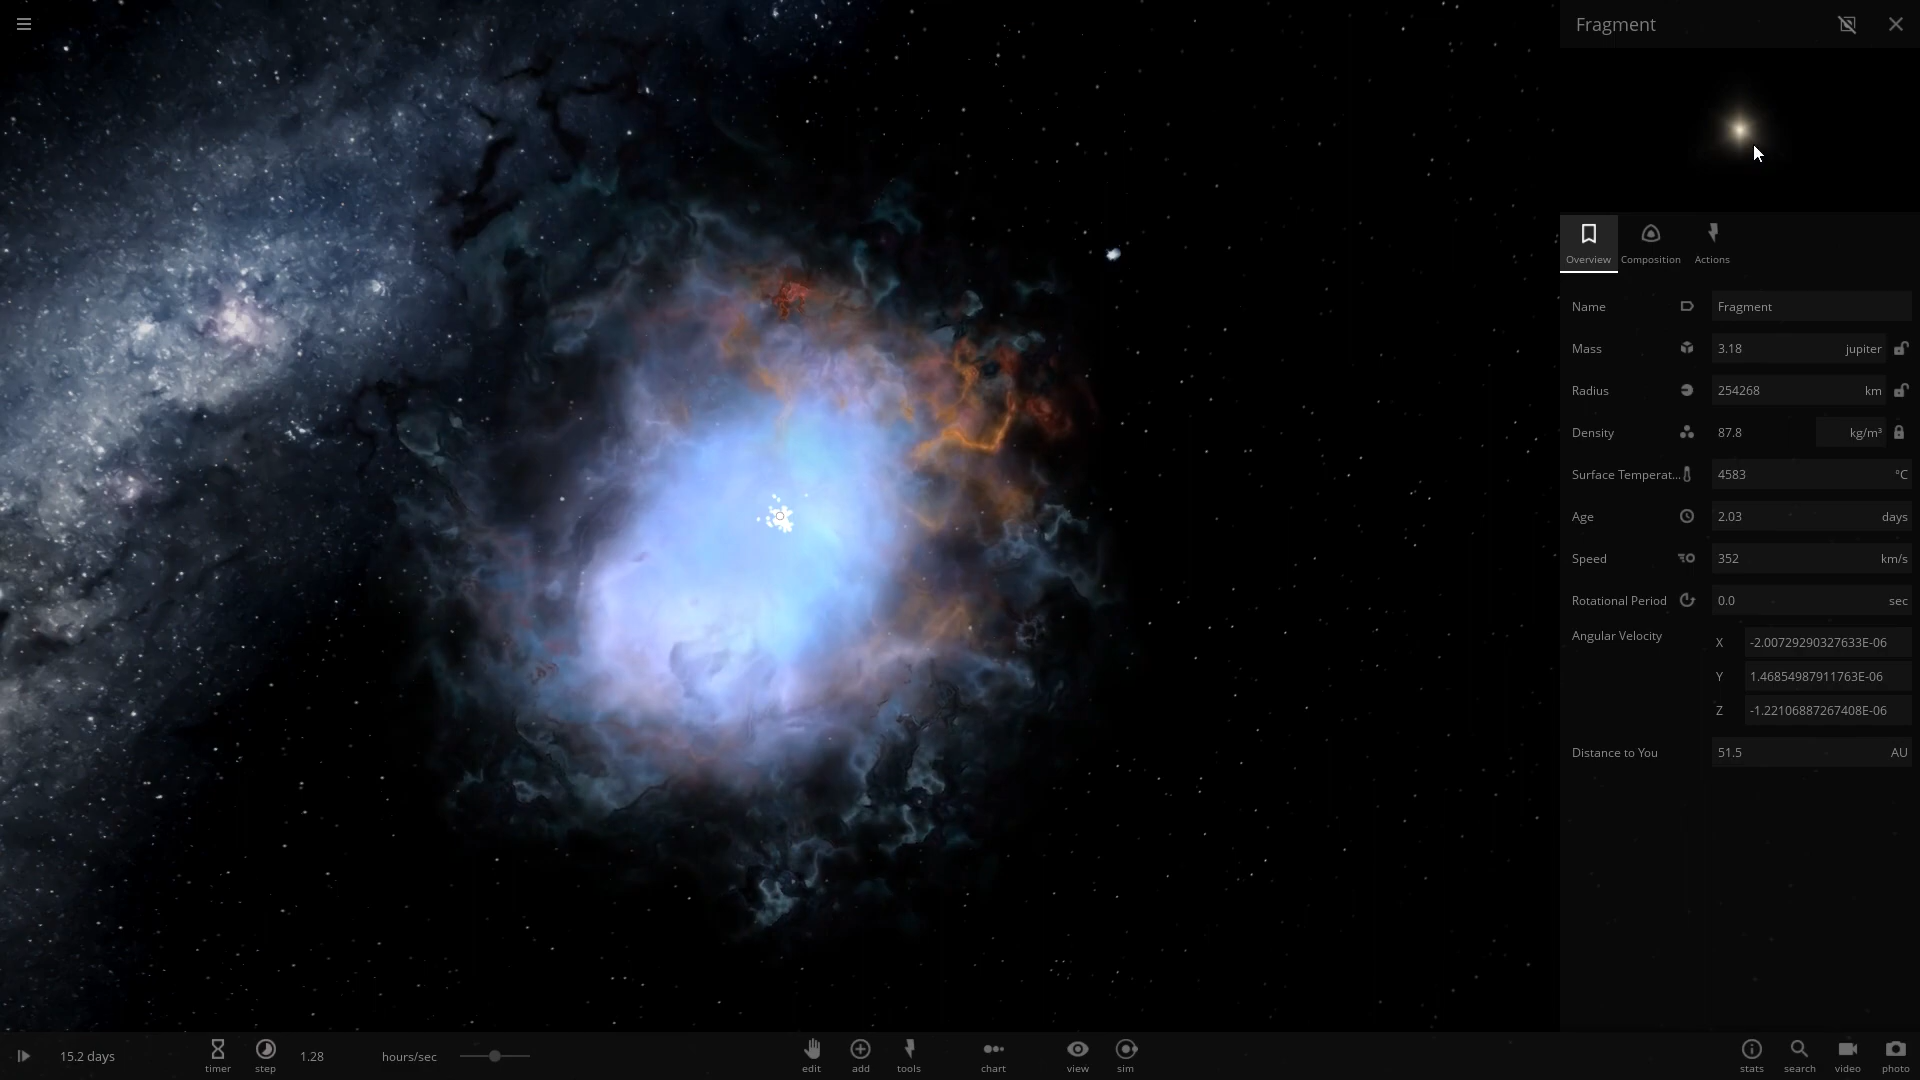 Fragment
Overview Composition Actions
Name Fragment
Mass 3.18 jupiter
Radius 254268 km
Density 87.8 kg/m³
Surface Temperat... 4583 °C
Age 2.03 days
Speed 352 km/s
Rotational Period 0.0 sec
Angular Velocity X -2.00729290327633E-06
Y 1.46854987911763E-06
Z -1.22106887267408E-06
Distance to You 51.5 AU
15.2 days timer step 1.28 hours/sec edit add tools chart view sim stats search video photo